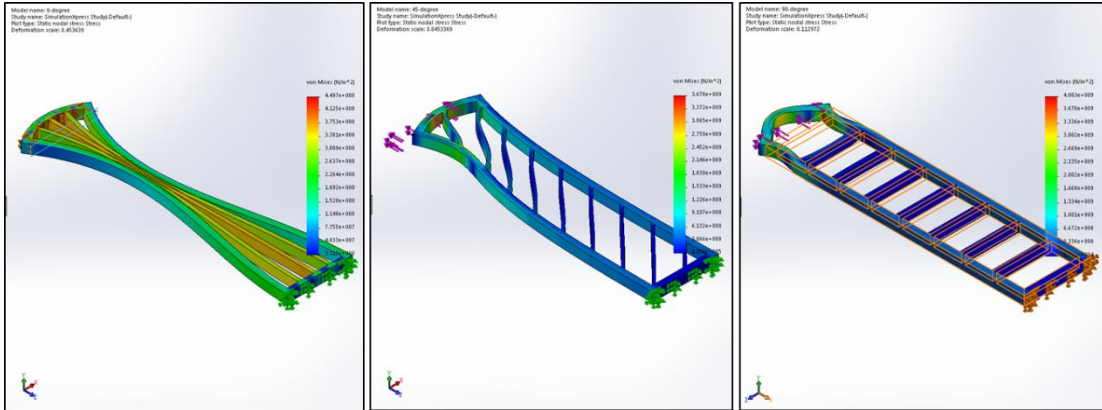 Model name: 0-degree
Study name: SimulationXpress Study(-Default-)
Plot type: Static nodal stress Stress
Deformation scale: 0.453639
von Mises (N/m^2)
4.497e+008
4.125e+008
3.753e+008
3.381e+008
3.009e+008
2.637e+008
2.264e+008
1.892e+008
1.520e+008
1.148e+008
3.755e+007
Model name: 45-degree
Study name: SimulationXpress Study(-Default-)
Plot type: Static nodal stress Stress
Deformation scale: 0.0453369
von Mises (N/m^2)
3.678e+009
3.372e+009
3.065e+009
2.759e+009
2.452e+009
2.146e+009
1.839e+009
1.533e+009
1.226e+009
9.197e+008
6.132e+008
Model name: 90-degree
Study name: SimulationXpress Study(-Default-)
Plot type: Static nodal stress Stress
Deformation scale: 0.112972
von Mises (N/m^2)
4.003e+009
3.670e+009
3.336e+009
3.002e+009
2.669e+009
2.335e+009
2.002e+009
1.668e+009
1.334e+009
1.001e+009
6.672e+008